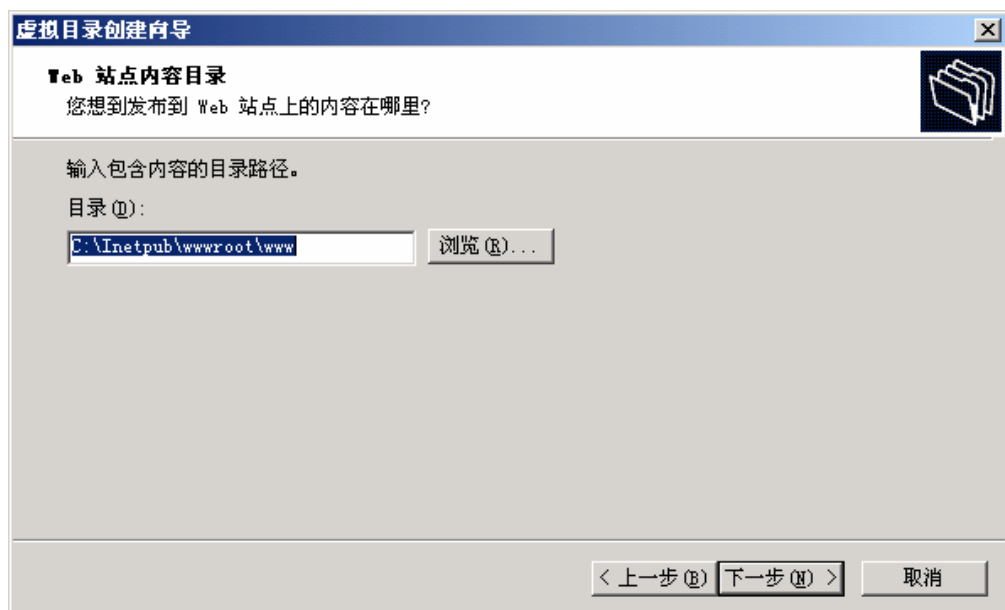 虚拟目录创建向导
Web 站点内容目录
您想到发布到 Web 站点上的内容在哪里?
输入包含内容的目录路径。
目录(D):
C:\Inetpub\wwwroot\www 浏览(R)...
< 上一步(B) 下一步(N) > 取消